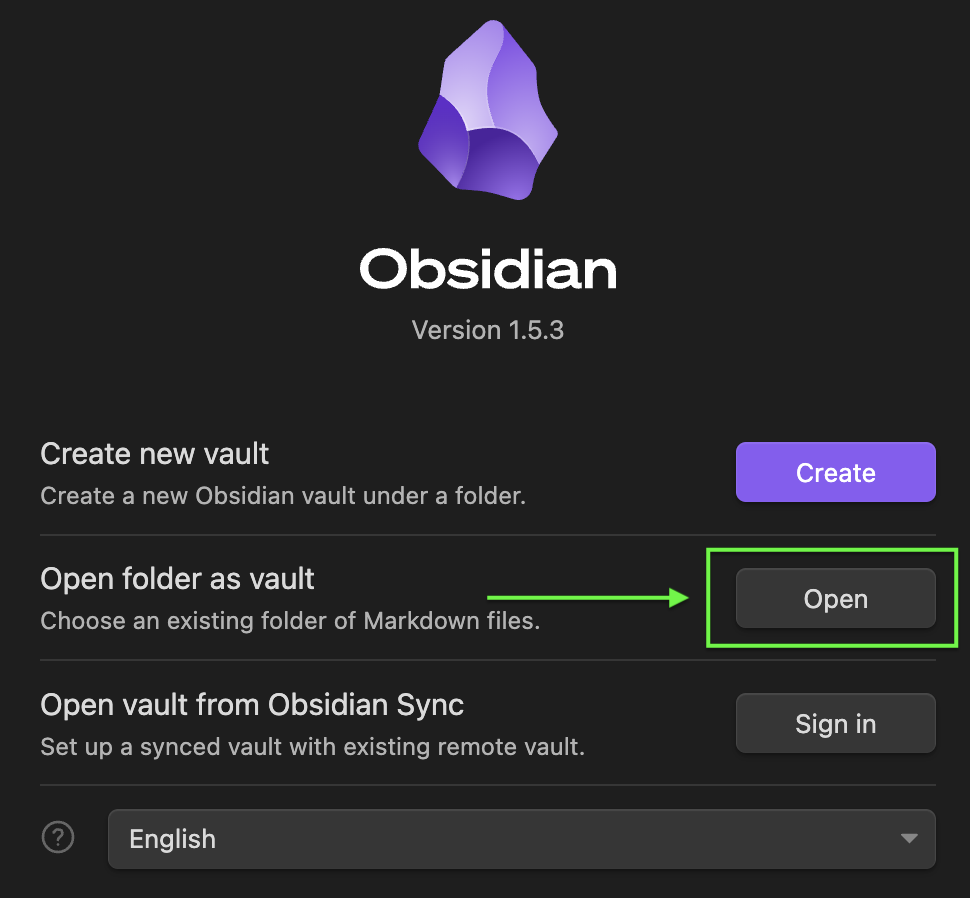 Obsidian
Version 1.5.3
Create new vault
Create a new Obsidian vault under a folder.
Create
Open folder as vault
Choose an existing folder of Markdown files.
Open
Open vault from Obsidian Sync
Set up a synced vault with existing remote vault.
Sign in
?
English